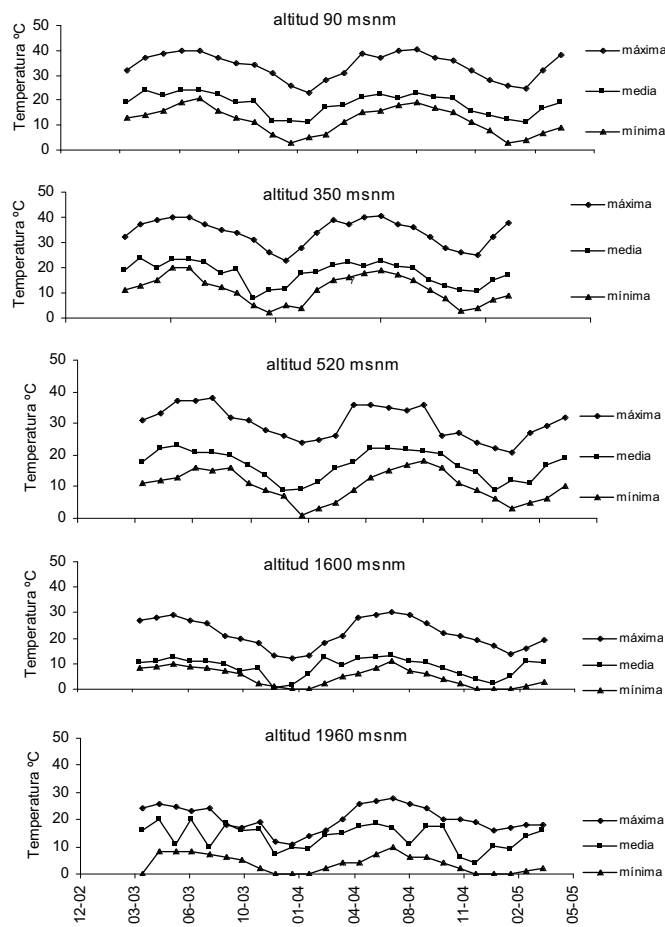 altitud 90 msnm
Temperatura ºC
50
40
30
20
10
0
máxima
media
mínima
altitud 350 msnm
Temperatura ºC
50
40
30
20
10
0
máxima
media
mínima
altitud 520 msnm
Temperatura ºC
50
40
30
20
10
0
máxima
media
mínima
altitud 1600 msnm
Temperatura ºC
50
40
30
20
10
0
máxima
media
mínima
altitud 1960 msnm
Temperatura ºC
50
40
30
20
10
0
máxima
media
mínima
12-02
03-03
06-03
10-03
01-04
04-04
08-04
11-04
02-05
05-05